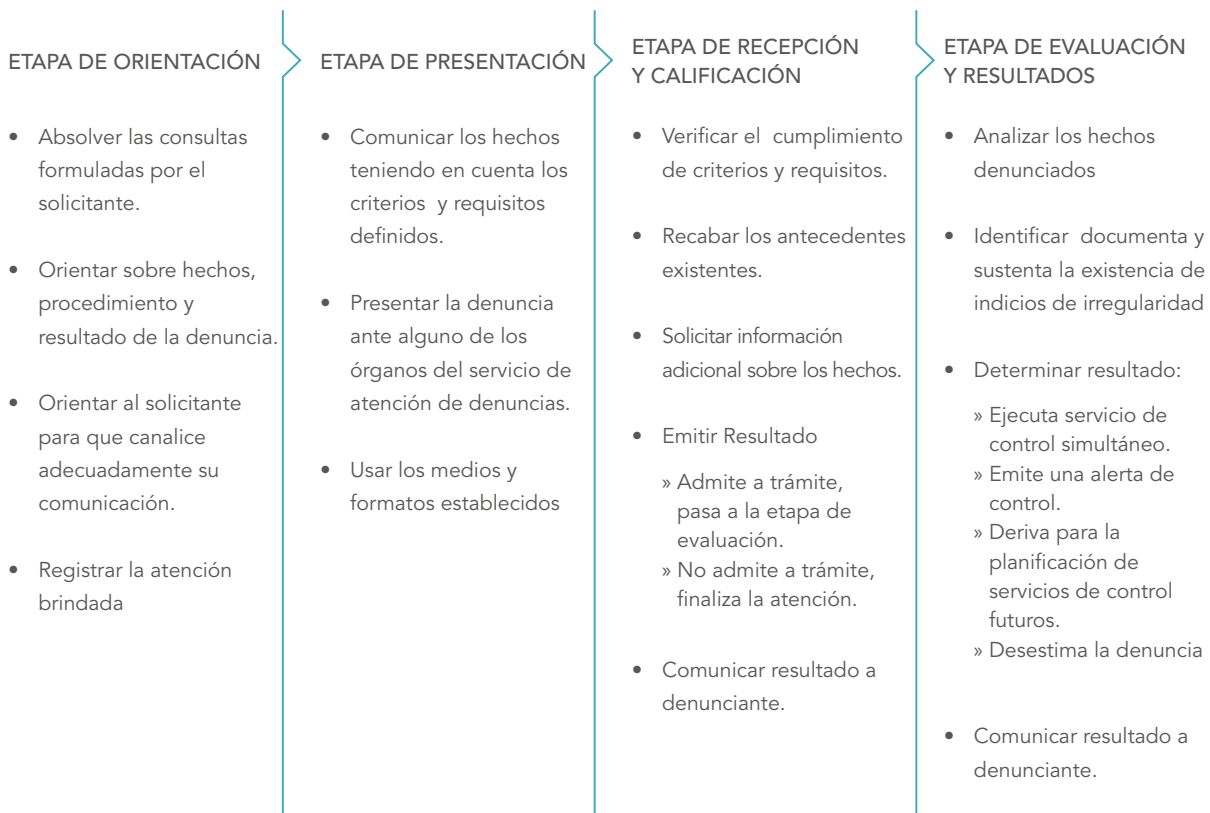 ETAPA DE ORIENTACIÓN
• Absolver las consultas
formuladas por el
solicitante.
• Orientar sobre hechos,
procedimiento y
resultado de la denuncia.
• Orientar al solicitante
para que canalice
adecuadamente su
comunicación.
• Registrar la atención
brindada
ETAPA DE PRESENTACIÓN
• Comunicar los hechos
teniendo en cuenta los
criterios y requisitos
definidos.
• Presentar la denuncia
ante alguno de los
órganos del servicio de
atención de denuncias.
• Usar los medios y
formatos establecidos
ETAPA DE RECEPCIÓN
Y CALIFICACIÓN
• Verificar el cumplimiento
de criterios y requisitos.
• Recabar los antecedentes
existentes.
• Solicitar información
adicional sobre los hechos.
• Emitir Resultado
» Admite a trámite,
pasa a la etapa de
evaluación.
» No admite a trámite,
finaliza la atención.
• Comunicar resultado a
denunciante.
ETAPA DE EVALUACIÓN
Y RESULTADOS
• Analizar los hechos
denunciados
• Identificar documenta y
sustenta la existencia de
indicios de irregularidad
• Determinar resultado:
» Ejecuta servicio de
control simultáneo.
» Emite una alerta de
control.
» Deriva para la
planificación de
servicios de control
futuros.
» Desestima la denuncia
• Comunicar resultado a
denunciante.